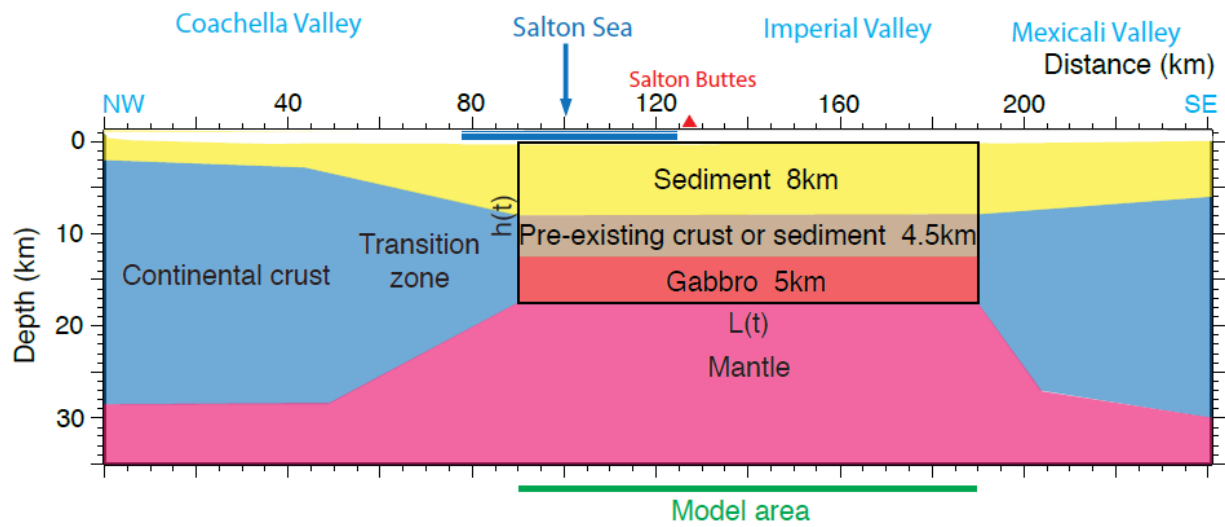 Coachella Valley
Salton Sea
Imperial Valley
Mexicali Valley
Salton Buttes
Distance (km)
NW
40
80
120
160
200
SE
0
10
20
30
Depth (km)
Sediment 8km
h(t)
Pre-existing crust or sediment 4.5km
Gabbro 5km
Continental crust
Transition
zone
L(t)
Mantle
Model area